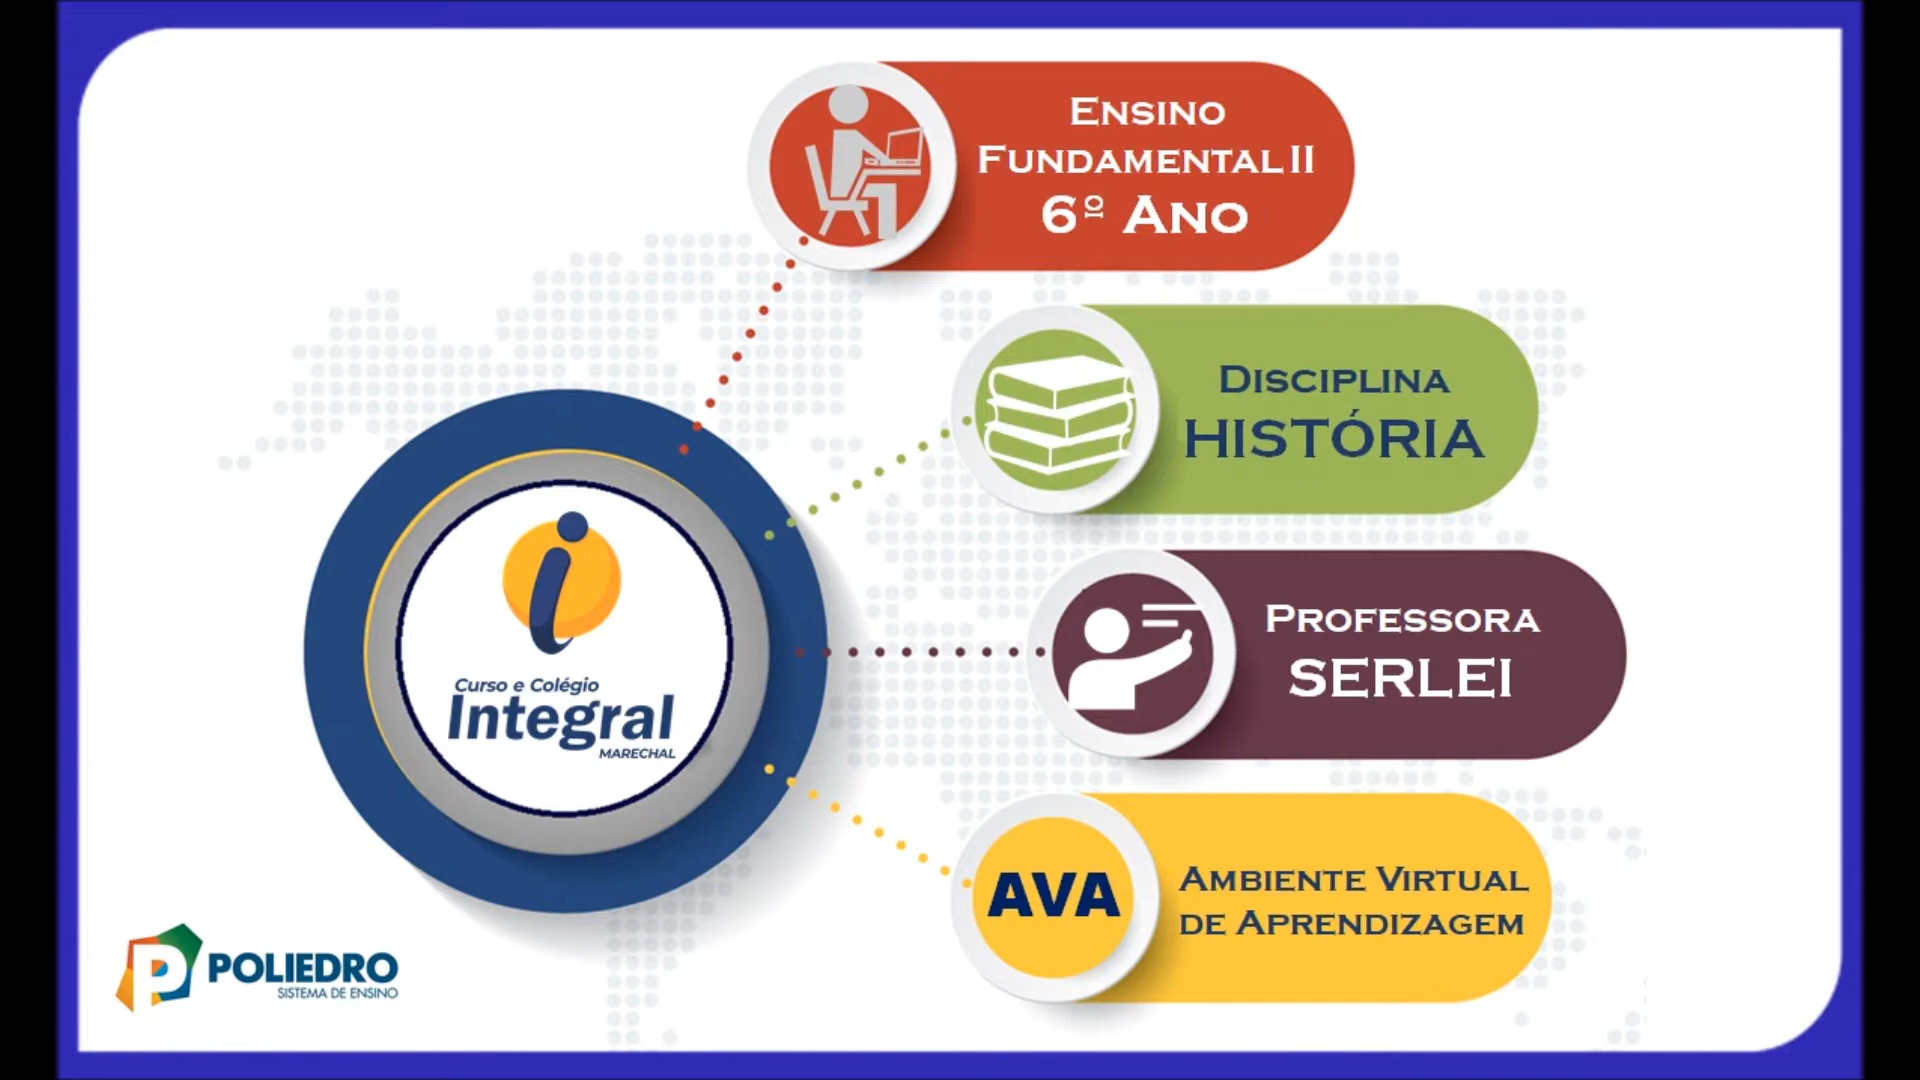 Ensino
Fundamental II
6º Ano
Disciplina
HISTÓRIA
Curso e Colégio
Integral
MARECHAL
Professora
SERLEI
AVA
Ambiente Virtual
de Aprendizagem
POLIEDRO
SISTEMA DE ENSINO